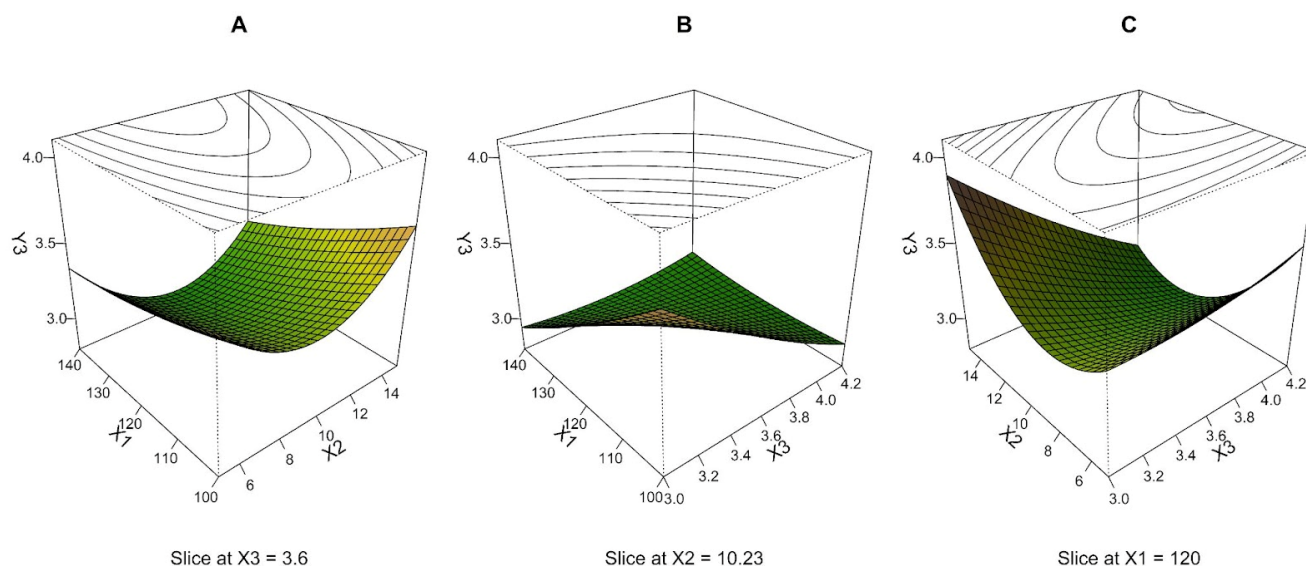 A
B
C
4.0
3.5
3.0
Y3
140
130
120
110
100
X1
6
8
10
12
14
X2
Slice at X3 = 3.6
140
130
120
110
100
X1
3.0
3.2
3.4
3.6
3.8
4.0
4.2
X3
4.0
3.5
3.0
Y3
Slice at X2 = 10.23
4.0
3.5
3.0
Y3
14
12
10
8
6
X2
3.0
3.2
3.4
3.6
3.8
4.0
4.2
X3
Slice at X1 = 120